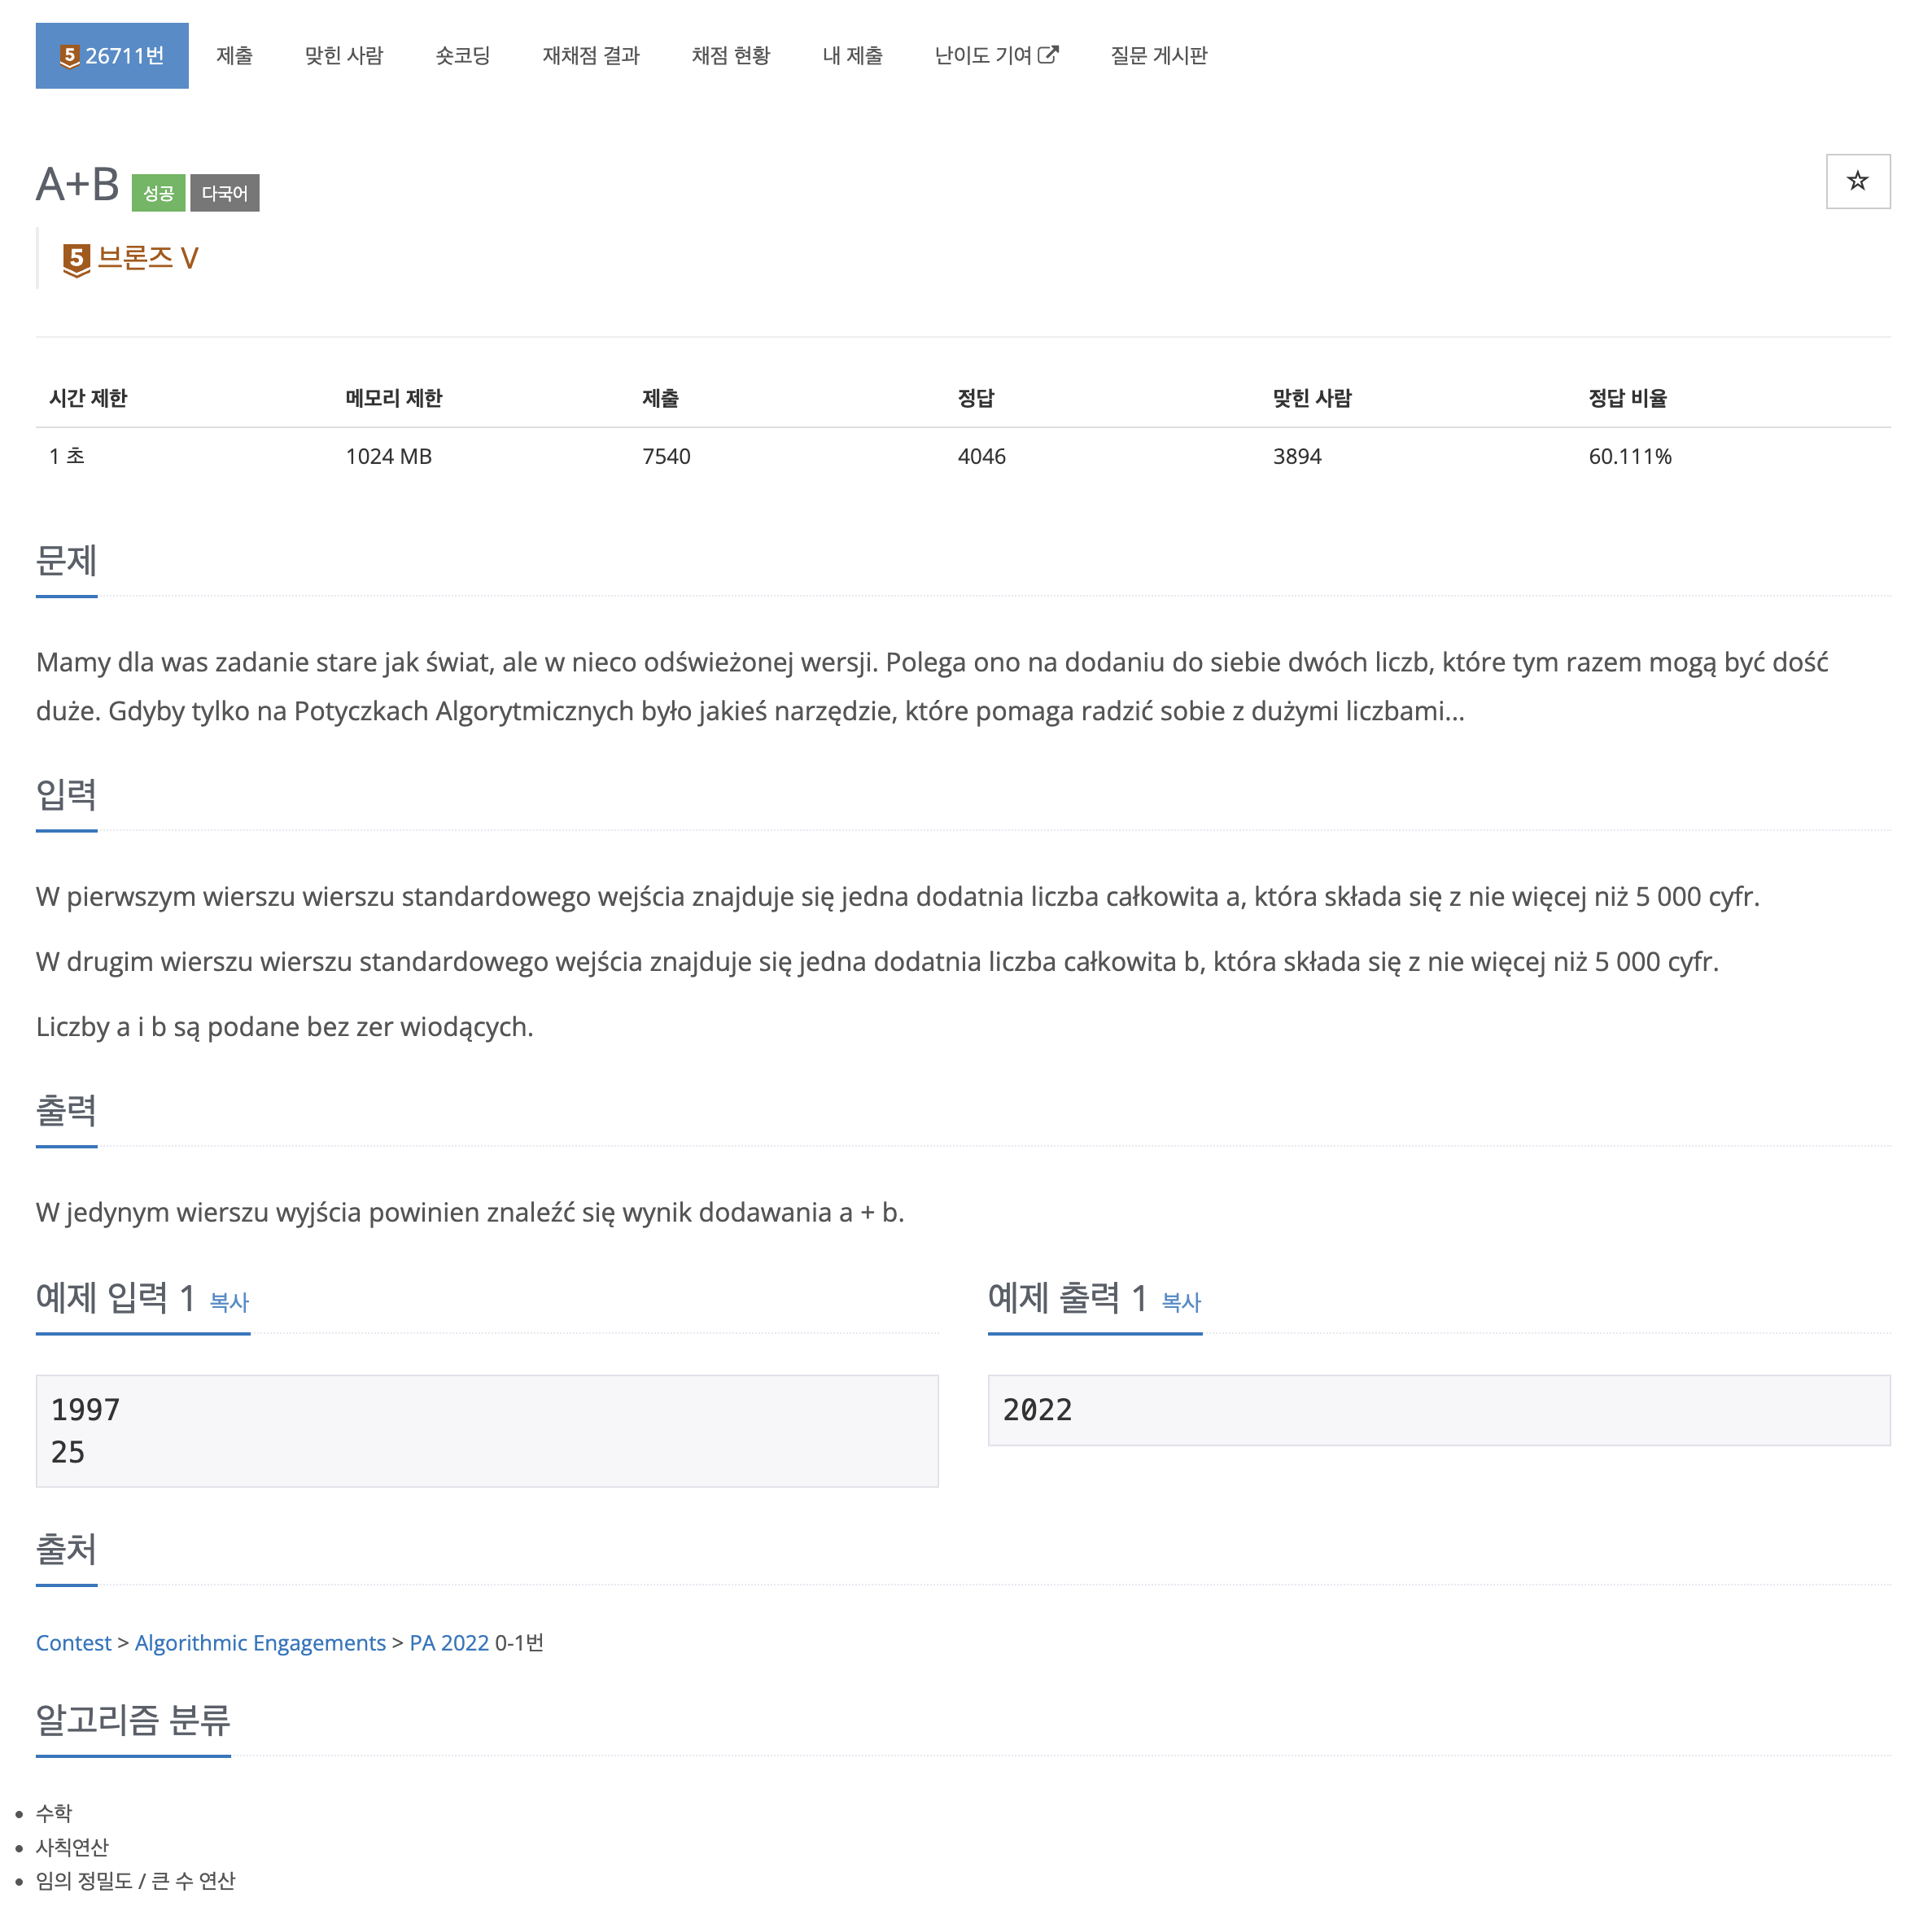 5 26711번 제출 맞힌 사람 숏코딩 재채점 결과 채점 현황 내 제출 난이도 기여 질문 게시판
A+B 성공 다국어
5 브론즈 V
시간 제한 메모리 제한 제출 정답 맞힌 사람 정답 비율
1 초 1024 MB 7540 4046 3894 60.111%
문제
Mamy dla was zadanie stare jak świat, ale w nieco odświeżonej wersji. Polega ono na dodaniu do siebie dwóch liczb, które tym razem mogą być dość
duże. Gdyby tylko na Potyczkach Algorytmicznych było jakieś narzędzie, które pomaga radzić sobie z dużymi liczbami...
입력
W pierwszym wierszu wierszu standardowego wejścia znajduje się jedna dodatnia liczba całkowita a, która składa się z nie więcej niż 5 000 cyfr.
W drugim wierszu wierszu standardowego wejścia znajduje się jedna dodatnia liczba całkowita b, która składa się z nie więcej niż 5 000 cyfr.
Liczby a i b są podane bez zer wiodących.
출력
W jedynym wierszu wyjścia powinien znaleźć się wynik dodawania a + b.
예제 입력 1 복사
1997
25
예제 출력 1 복사
2022
출처
Contest > Algorithmic Engagements > PA 2022 0-1번
알고리즘 분류
수학
사칙연산
임의 정밀도 / 큰 수 연산